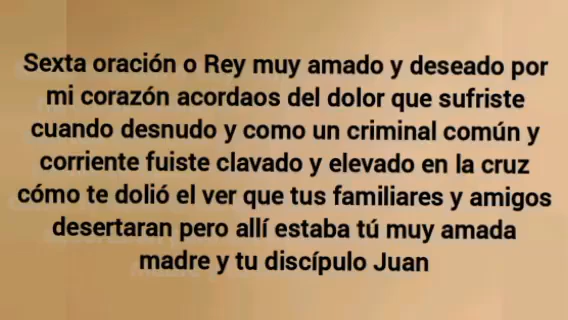 Sexta oración o Rey muy amado y deseado por
mi corazón acordaos del dolor que sufriste
cuando desnudo y como un criminal común y
corriente fuiste clavado y elevado en la cruz
cómo te dolió el ver que tus familiares y amigos
desertaran pero allí estaba tú muy amada
madre y tu discípulo Juan